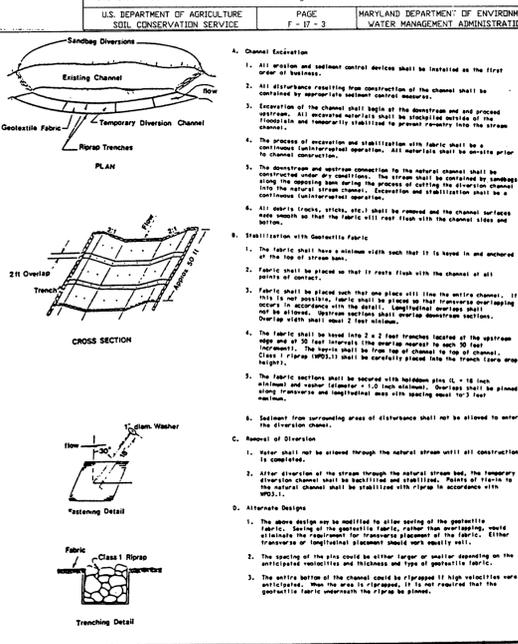 U.S. DEPARTMENT OF AGRICULTURE
SOIL CONSERVATION SERVICE
PAGE
F - 17 - 3
MARYLAND DEPARTMENT OF ENVIRONM
WATER MANAGEMENT ADMINISTRATI
Sandbag Diversions
Existing Channel
flow
Geotextile Fabric
Temporary Diversion Channel
Riprap Trenches
PLAN
2:1
Flow
2:1
2 ft Overlap
Trench
Approx. 50 ft
CROSS SECTION
1" diam. Washer
flow
30°
18"
Fastening Detail
Fabric
Class 1 Riprap
Trenching Detail
A. Channel Excavation
1. All erosion and sediment control devices shall be installed as the first
order of business.
2. All disturbance resulting from construction of the channel shall be
contained by appropriate sediment control measures.
3. Excavation of the channel shall begin at the downstream end and proceed
upstream. All excavated materials shall be stockpiled outside of the
floodplain and temporarily stabilized to prevent re-entry into the stream
channel.
4. The process of excavation and stabilization with fabric shall be a
continuous (uninterrupted) operation. All materials shall be on-site prior
to channel construction.
5. The downstream and upstream connection to the natural channel shall be
constructed under dry conditions. The stream shall be contained by sandbags
along the opposing bank during the process of cutting the diversion channel
into the natural stream channel. Excavation and stabilization shall be a
continuous (uninterrupted) operation.
6. All debris (rocks, sticks, etc.) shall be removed and the channel surfaces
made smooth so that the fabric will rest flush with the channel sides and
bottom.
B. Stabilization with Geotextile Fabric
1. The fabric shall have a minimum width such that it is keyed in and anchored
at the top of stream bank.
2. Fabric shall be placed so that it rests flush with the channel at all
points of contact.
3. Fabric shall be placed such that one piece will line the entire channel. If
this is not possible, fabric shall be placed so that transverse overlapping
occurs in accordance with the detail. Longitudinal overlaps shall
not be allowed. Upstream sections shall overlap downstream sections.
Overlap width shall equal 2 feet minimum.
4. The fabric shall be keyed into 2 x 2 foot trenches located at the upstream
edge and at 50 foot intervals (the overlap nearest to each 50 foot
increment). The key-in shall be from top of channel to top of channel.
Class 1 riprap (WPD3.1) shall be carefully placed into the trench (zero drop
height).
5. The fabric sections shall be secured with holddown pins (L = 18 inch
minimum) and washer (diameter = 1.0 inch minimum). Overlaps shall be pinned
along transverse and longitudinal axes with spacing equal to 3 feet
maximum.
6. Sediment from surrounding areas of disturbance shall not be allowed to enter
the diversion channel.
C. Removal of Diversion
1. Water shall not be allowed through the natural stream until all construction
is completed.
2. After diversion of the stream through the natural stream bed, the temporary
diversion channel shall be backfilled and stabilized. Points of tie-in to
the natural channel shall be stabilized with riprap in accordance with
WPD3.1.
D. Alternate Designs
1. The above design may be modified to allow sewing of the geotextile
fabric. Sewing of the geotextile fabric, rather than overlapping, would
eliminate the requirement for transverse placement of the fabric. Either
transverse or longitudinal placement should work equally well.
2. The spacing of the pins could be either larger or smaller depending on the
anticipated velocities and thickness and type of geotextile fabric.
3. The entire bottom of the channel could be riprapped if high velocities were
anticipated. When the area is riprapped, it is not required that the
geotextile fabric underneath the riprap be pinned.